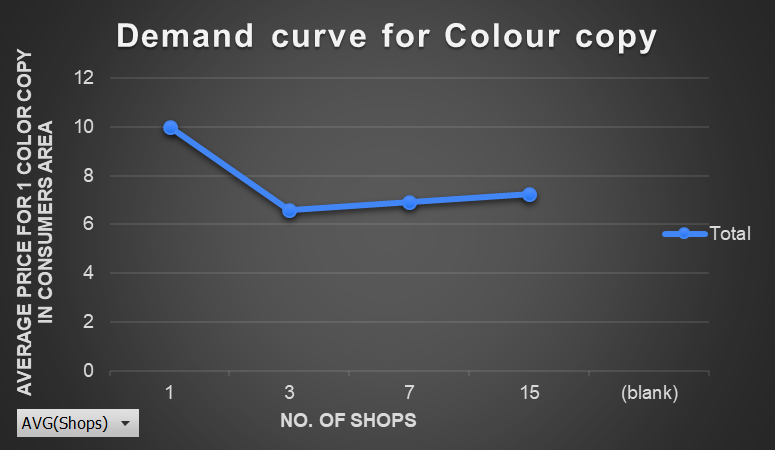 Demand curve for Colour copy
AVERAGE PRICE FOR 1 COLOR COPY
IN CONSUMERS AREA
12
10
8
6
4
2
0
1 3 7 15 (blank)
NO. OF SHOPS
Total
AVG(Shops)